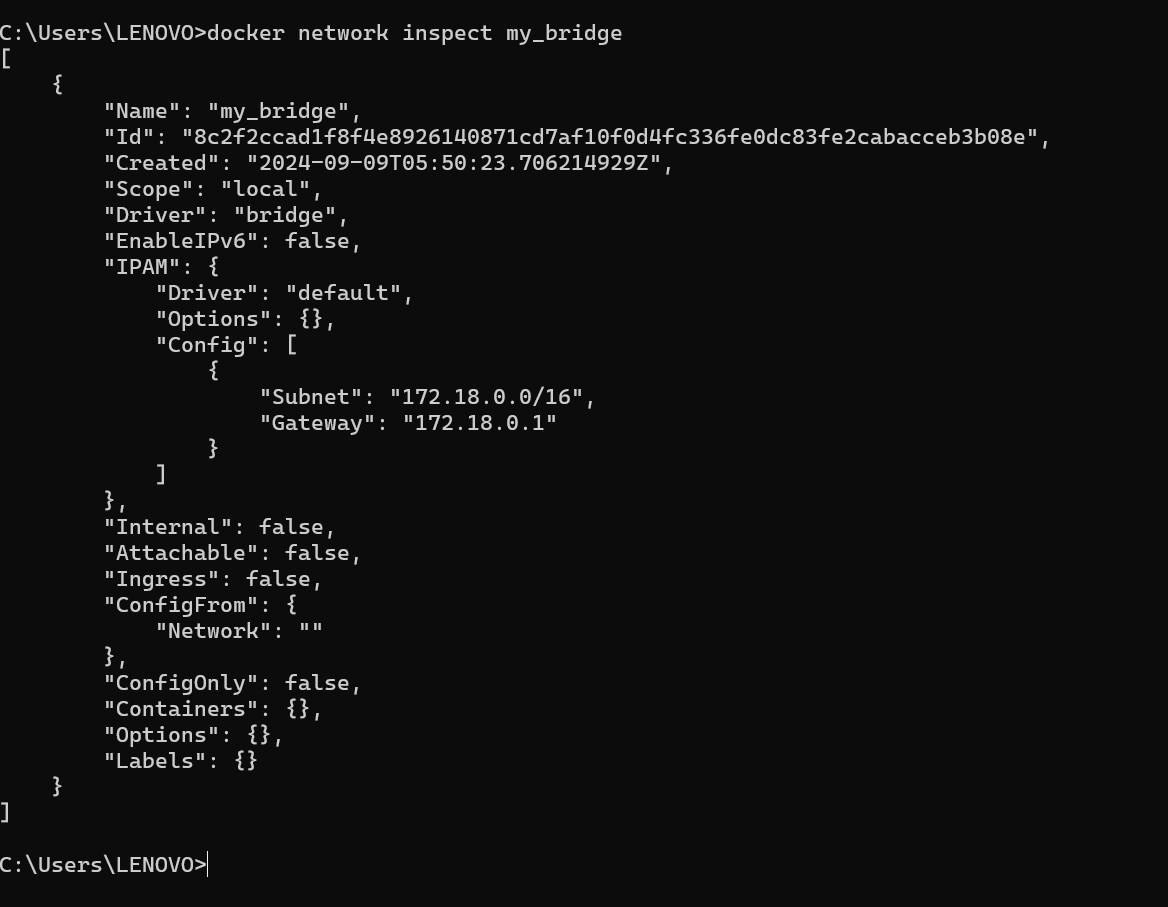 C:\Users\LENOVO>docker network inspect my_bridge
[
    {
        "Name": "my_bridge",
        "Id": "8c2f2ccad1f8f4e8926140871cd7af10f0d4fc336fe0dc83fe2cabacceb3b08e",
        "Created": "2024-09-09T05:50:23.706214929Z",
        "Scope": "local",
        "Driver": "bridge",
        "EnableIPv6": false,
        "IPAM": {
            "Driver": "default",
            "Options": {},
            "Config": [
                {
                    "Subnet": "172.18.0.0/16",
                    "Gateway": "172.18.0.1"
                }
            ]
        },
        "Internal": false,
        "Attachable": false,
        "Ingress": false,
        "ConfigFrom": {
            "Network": ""
        },
        "ConfigOnly": false,
        "Containers": {},
        "Options": {},
        "Labels": {}
    }
]
C:\Users\LENOVO>